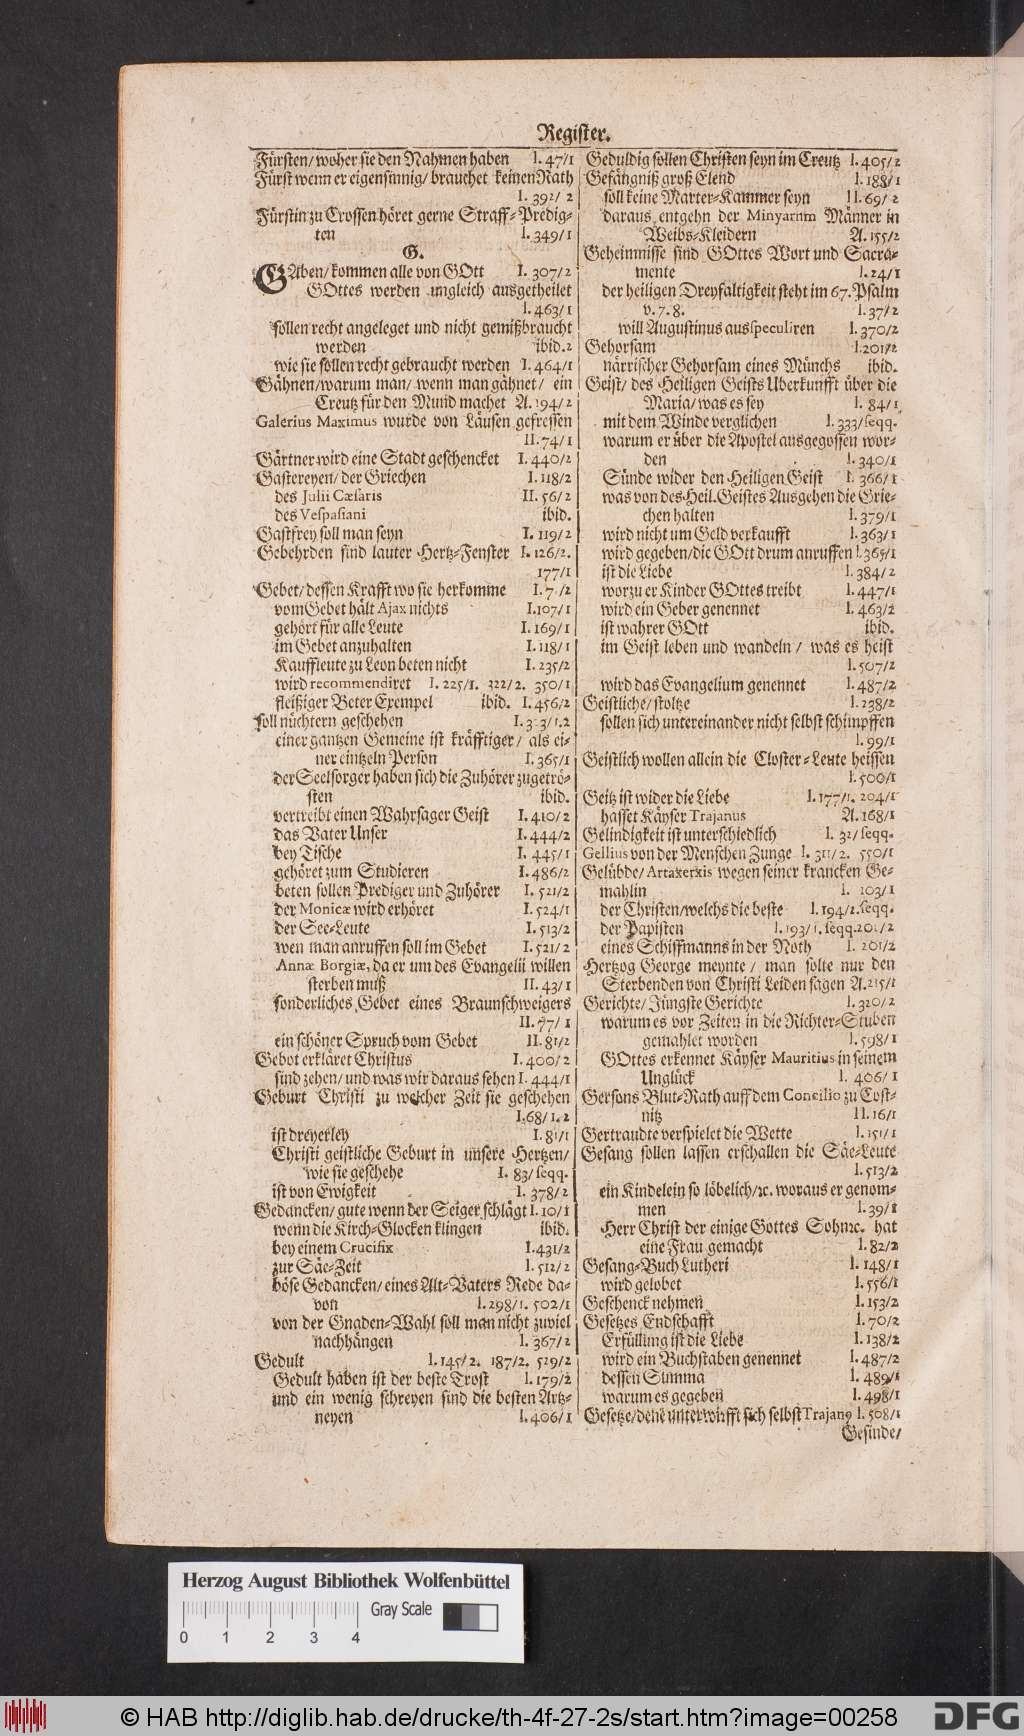 Register.
Fürsten/ woher sie den Nahmen haben I. 47/1
Fürst wenn er eigensinnig/ brauchet keinen Rath
I. 392/ 2
Fürstin zu Crossen höret gerne Straff-Predig-
ten I. 349/1
G.
GAben/ kommen alle von GOtt I. 307/2
GOttes werden ungleich ausgetheilet
I. 463/1
sollen recht angeleget und nicht gemißbraucht
werden ibid. 2
wie sie sollen recht gebraucht werden I. 464/1
Gähnen/ warum man/ wenn man gähnet/ ein
Creutz für den Mund machet A. 194/2
Galerius Maximus wurde von Läusen gefressen
II. 74/1
Gärtner wird eine Stadt geschencket I. 440/2
Gastereyen/ der Griechen I. 118/2
des Julii Cæsaris II. 56/2
des Vespasiani ibid.
Gastfrey soll man seyn I. 119/2
Gebehrden sind lauter Hertz-Fenster I. 126/2.
177/1
Gebet/ dessen Krafft wo sie herkomme I. 7/2
vom Gebet hält Ajax nichts I. 107/1
gehört für alle Leute I. 169/1
im Gebet anzuhalten I. 118/1
Kauffleute zu Leon beten nicht I. 235/2
wird recommendiret I. 225/1. 322/2. 350/1
fleißiger Beter Exempel ibid. I. 456/2
soll nüchtern geschehen
einer gantzen Gemeine ist kräfftiger/ als ei-
ner eintzeln Person I. 365/1
der Seelsorger haben sich die Zuhörer zugetrö-
sten ibid.
vertreibt einen Wahrsager Geist I. 410/2
das Vater Unser I. 444/2
bey Tische I. 445/1
gehöret zum Studieren I. 486/2
beten sollen Prediger und Zuhörer I. 521/2
der Monicæ wird erhöret I. 524/1
der See-Leute I. 513/2
wen man anruffen soll im Gebet I. 521/2
Annæ Borgiæ, da er um des Evangelii willen
sterben muß II. 43/1
sonderliches Gebet eines Braunschweigers
II. 77/ 1
ein schöner Spruch vom Gebet II. 81/2
Gebot erkläret Christus I. 400/2
sind zehen/ und was wir daraus sehen I. 444/1
Geburt Christi zu welcher Zeit sie geschehen
I. 68/ 1. 2
ist dreyerley I. 81/1
Christi geistliche Geburt in unsere Hertzen/
wie sie geschehe I. 83/ seqq.
ist von Ewigkeit I. 378/2
Gedancken/ gute wenn der Seiger schlägt I. 10/1
wenn die Kirch-Glocken klingen ibid.
bey einem Crucifix I. 431/2
zur Säe-Zeit I. 512/2
böse Gedancken/ eines Alt-Vaters Rede da-
von I. 298/1. 502/1
von der Gnaden-Wahl soll man nicht zuviel
nachhängen I. 367/2
Gedult I. 145/2. 187/2. 529/2
Gedult haben ist der beste Trost I. 179/2
und ein wenig schreyen sind die besten Artz-
neyen I. 406/1
Geduldig sollen Christen seyn im Creutz I. 405/2
Gefängniß groß Elend I. 188/1
soll keine Marter-Kammer seyn II. 69/2
daraus entgehn der Minyarum Männer in
Weibs-Kleidern A. 155/2
Geheimnisse sind GOttes Wort und Sacra-
mente I. 24/1
der heiligen Dreyfaltigkeit steht im 67. Psalm
v. 7. 8. I. 37/2
will Augustinus ausspeculiren I. 370/2
Gehorsam I. 201/2
närrischer Gehorsam eines Münchs ibid.
Geist/ des Heiligen Geists Uberkunfft über die
Maria/ was es sey I. 84/1
mit dem Winde verglichen I. 333/seqq.
warum er über die Apostel ausgegossen wor-
den I. 340/1
Sünde wider den Heiligen Geist I. 366/1
was von des Heil. Geistes Ausgehen die Grie-
chen halten I. 379/1
wird nicht um Geld verkaufft I. 363/1
wird gegeben/ die GOtt drum anruffen I. 365/1
ist die Liebe I. 384/2
worzu er Kinder GOttes treibt I. 447/1
wird ein Geber genennet I. 463/2
ist wahrer GOtt ibid.
im Geist leben und wandeln/ was es heist
I. 507/2
wird das Evangelium genennet I. 487/2
Geistliche/ stoltze I. 238/2
sollen sich untereinander nicht selbst schimpffen
I. 99/1
Geistlich wollen allein die Closter-Leute heissen
I. 500/1
Geitz ist wider die Liebe I. 177/1. 204/1
hasset Käyser Trajanus A. 168/1
Gelindigkeit ist unterschiedlich I. 32/ seqq.
Gellius von der Menschen Zunge I. 311/2. 550/1
Gelübde/ Artaxerxis wegen seiner krancken Ge-
mahlin I. 103/1
der Christen/ welchs die beste I. 194/2. seqq.
der Papisten I. 193/1. seqq. 201/2
eines Schiffmanns in der Noth I. 201/2
Hertzog George meynte/ man solte nur den
Sterbenden von Christi Leiden sagen A. 215/1
Gerichte/ Jüngste Gerichte I. 320/2
warum es vor Zeiten in die Richter-Stuben
gemahlet worden I. 598/1
GOttes erkennet Käyser Mauritius in seinem
Unglück I. 406/1
Gersons Blut-Rath auff dem Concilio zu Cost-
nitz II. 16/1
Gertraudte verspielet die Wette I. 151/1
Gesang sollen lassen erschallen die Säe-Leute
I. 513/2
ein Kindelein so löbelich/ ꝛc. woraus er genom-
men I. 39/1
Herr Christ der einige Gottes Sohn ꝛc. hat
eine Frau gemacht I. 82/2
Gesang-Buch Lutheri I. 148/1
wird gelobet I. 556/1
Geschenck nehmen I. 153/2
Gesetzes Endschafft I. 70/2
Erfüllung ist die Liebe I. 138/2
wird ein Buchstaben genennet I. 487/2
dessen Summa I. 489/1
warum es gegeben I. 498/1
Gesetze/ denë unterwirfft sich selbst Trajanꝰ I. 508/1
Gesinde/
Herzog August Bibliothek Wolfenbüttel
Gray Scale
0 1 2 3 4
© HAB http://diglib.hab.de/drucke/th-4f-27-2s/start.htm?image=00258
DFG